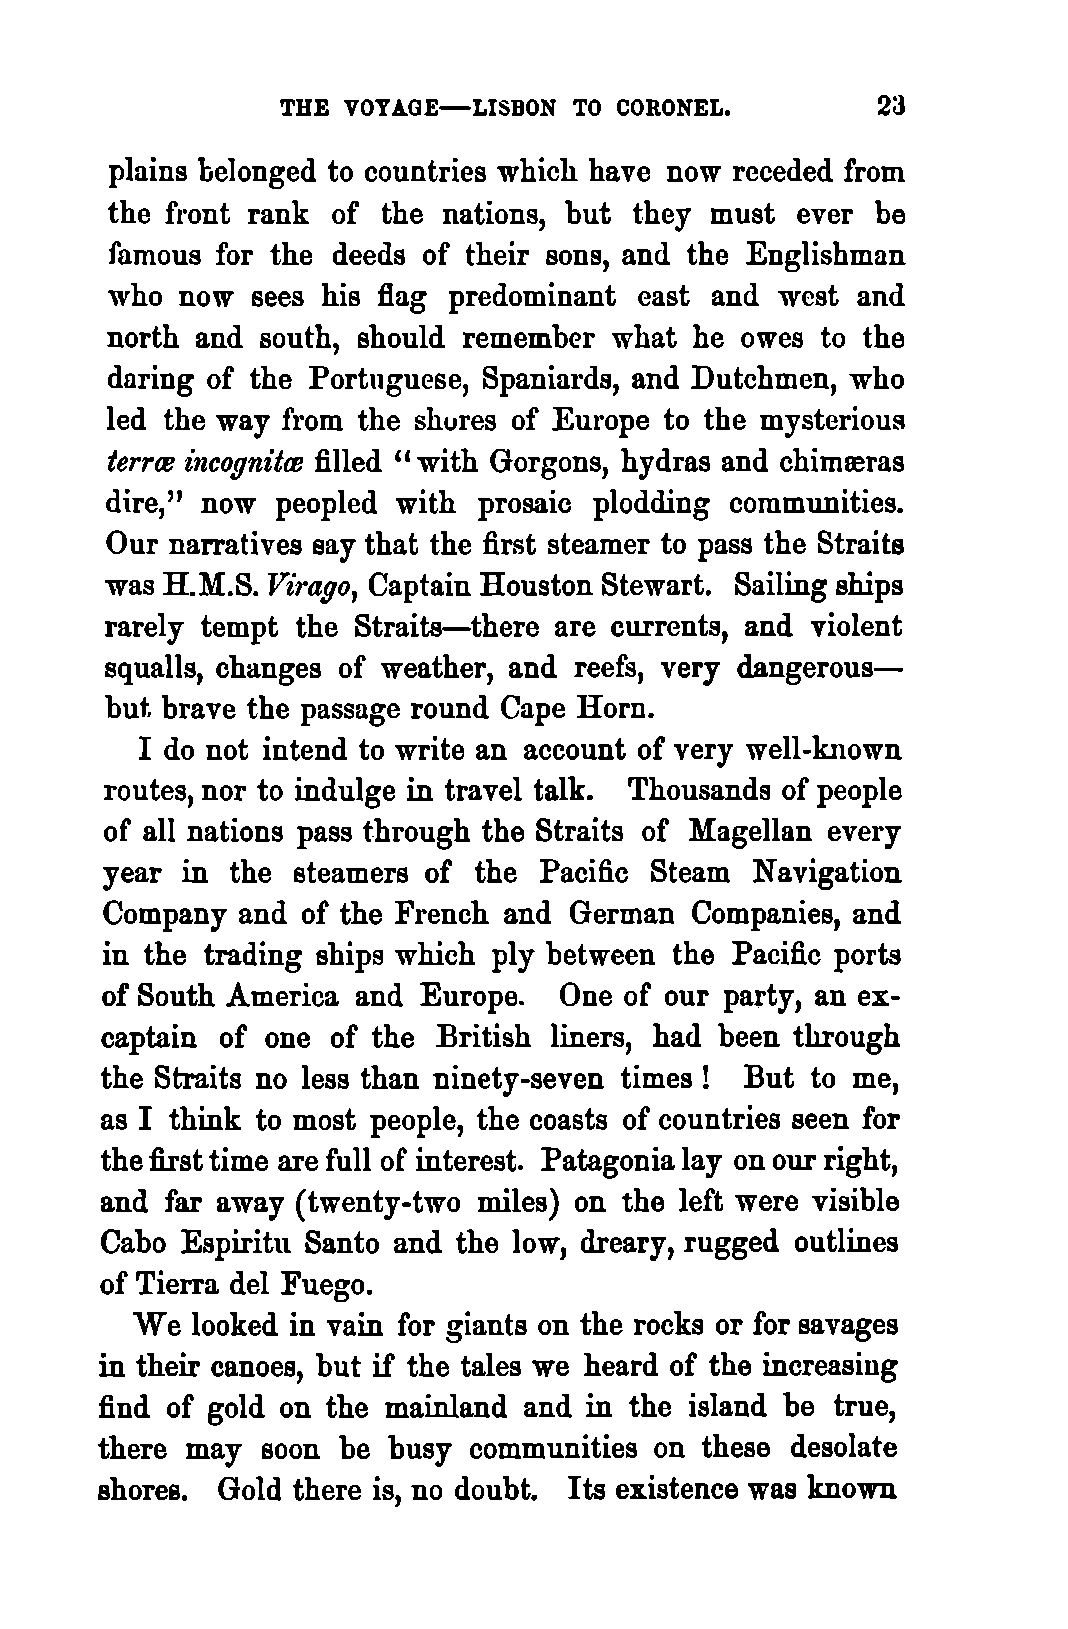 THE VOYAGE—LISBON TO CORONEL. 23
plains belonged to countries which have now receded from
the front rank of the nations, but they must ever be
famous for the deeds of their sons, and the Englishman
who now sees his flag predominant east and west and
north and south, should remember what he owes to the
daring of the Portuguese, Spaniards, and Dutchmen, who
led the way from the shores of Europe to the mysterious
terræ incognitæ filled “with Gorgons, hydras and chimæras
dire,” now peopled with prosaic plodding communities.
Our narratives say that the first steamer to pass the Straits
was H.M.S. Virago, Captain Houston Stewart. Sailing ships
rarely tempt the Straits—there are currents, and violent
squalls, changes of weather, and reefs, very dangerous—
but brave the passage round Cape Horn.
I do not intend to write an account of very well-known
routes, nor to indulge in travel talk. Thousands of people
of all nations pass through the Straits of Magellan every
year in the steamers of the Pacific Steam Navigation
Company and of the French and German Companies, and
in the trading ships which ply between the Pacific ports
of South America and Europe. One of our party, an ex-
captain of one of the British liners, had been through
the Straits no less than ninety-seven times! But to me,
as I think to most people, the coasts of countries seen for
the first time are full of interest. Patagonia lay on our right,
and far away (twenty-two miles) on the left were visible
Cabo Espiritu Santo and the low, dreary, rugged outlines
of Tierra del Fuego.
We looked in vain for giants on the rocks or for savages
in their canoes, but if the tales we heard of the increasing
find of gold on the mainland and in the island be true,
there may soon be busy communities on these desolate
shores. Gold there is, no doubt. Its existence was known